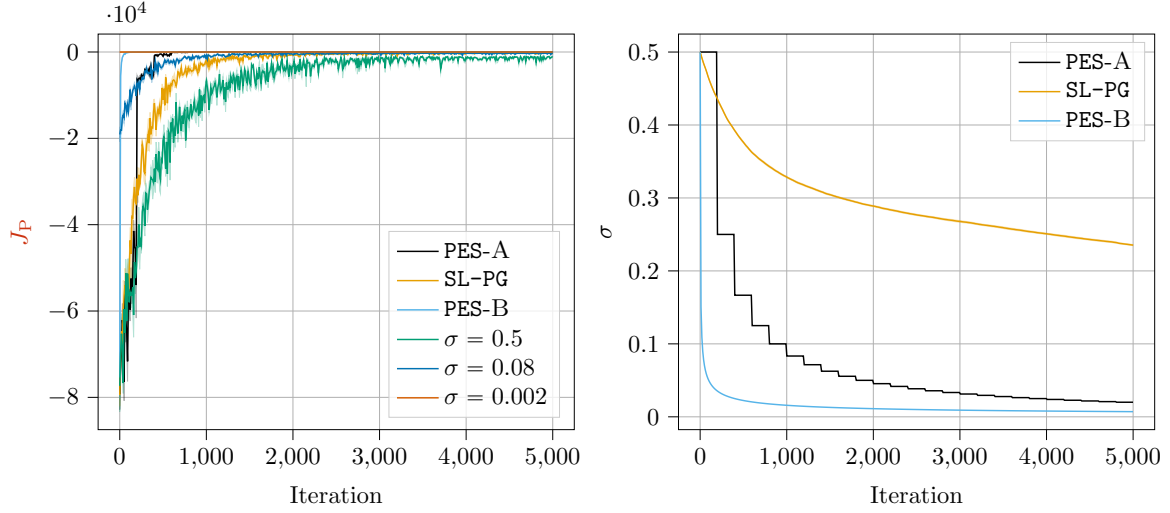 ·10⁴
0
−2
−4
−6
−8
J_P
0
1,000
2,000
3,000
4,000
5,000
Iteration
PES-A
SL-PG
PES-B
σ = 0.5
σ = 0.08
σ = 0.002
0.5
0.4
0.3
0.2
0.1
0
σ
0
1,000
2,000
3,000
4,000
5,000
Iteration
PES-A
SL-PG
PES-B